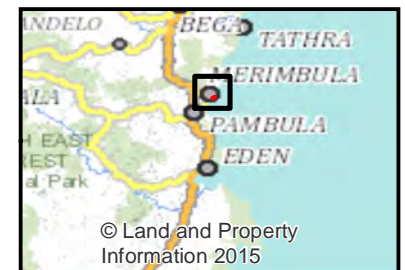 ANDELO
BEGA
TATHRA
MERIMBULA
ALA
PAMBULA
H EAST
REST
al Park
EDEN
© Land and Property
Information 2015